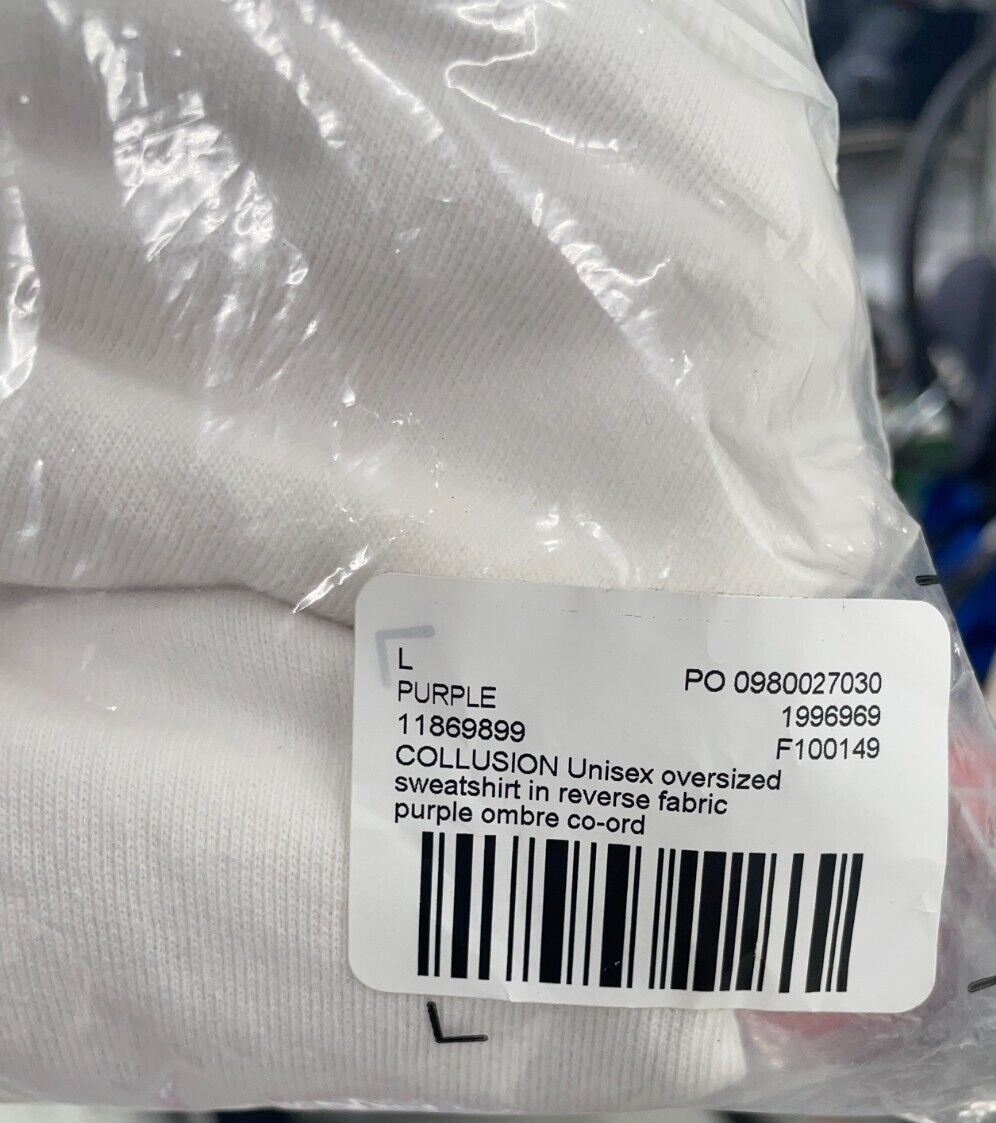 L
PURPLE
11869899
PO 0980027030
1996969
F100149
COLLUSION Unisex oversized
sweatshirt in reverse fabric
purple ombre co-ord